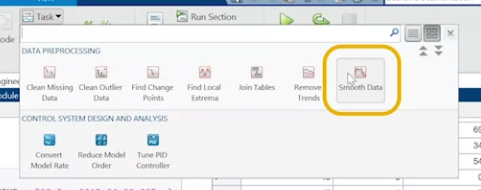 Task
Run Section
ode
DATA PREPROCESSING
Clean Missing Data
Clean Outlier Data
Find Change Points
Find Local Extrema
Join Tables
Remove Trends
Smooth Data
CONTROL SYSTEM DESIGN AND ANALYSIS
Convert Model Rate
Reduce Model Order
Tune PID Controller
ngine
odule